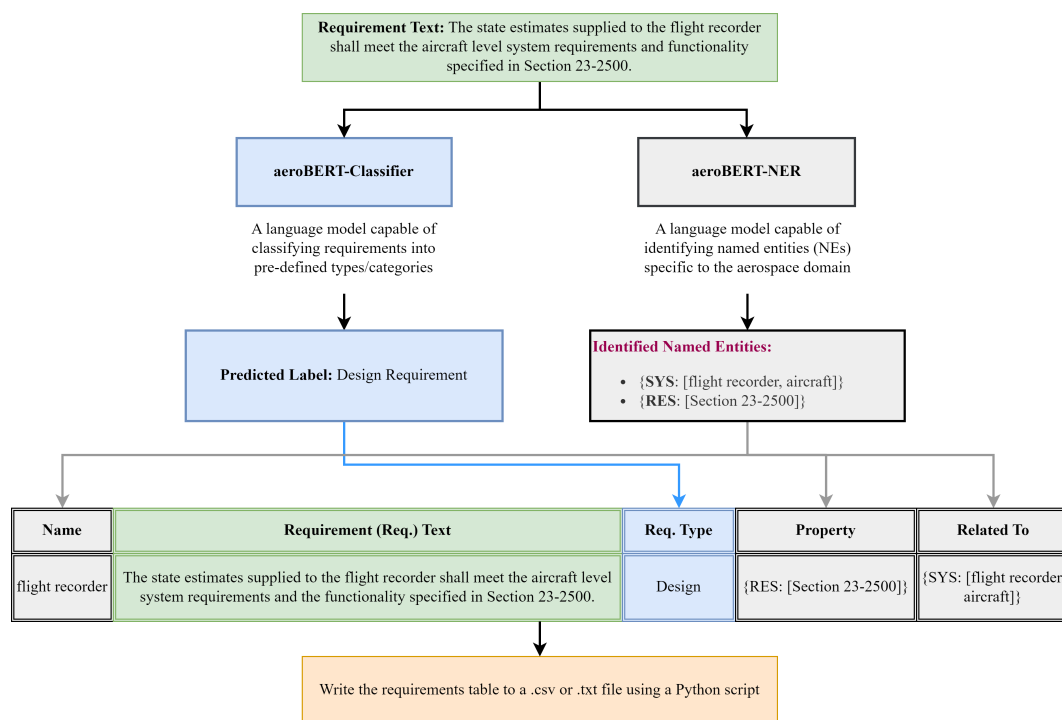 Requirement Text: The state estimates supplied to the flight recorder
shall meet the aircraft level system requirements and functionality
specified in Section 23-2500.
aeroBERT-Classifier
aeroBERT-NER
A language model capable of
classifying requirements into
pre-defined types/categories
A language model capable of
identifying named entities (NEs)
specific to the aerospace domain
Predicted Label: Design Requirement
Identified Named Entities:
• {SYS: [flight recorder, aircraft]}
• {RES: [Section 23-2500]}
Name
Requirement (Req.) Text
Req. Type
Property
Related To
flight recorder
The state estimates supplied to the flight recorder shall meet the aircraft level
system requirements and the functionality specified in Section 23-2500.
Design
{RES: [Section 23-2500]}
{SYS: [flight recorder,
aircraft]}
Write the requirements table to a .csv or .txt file using a Python script